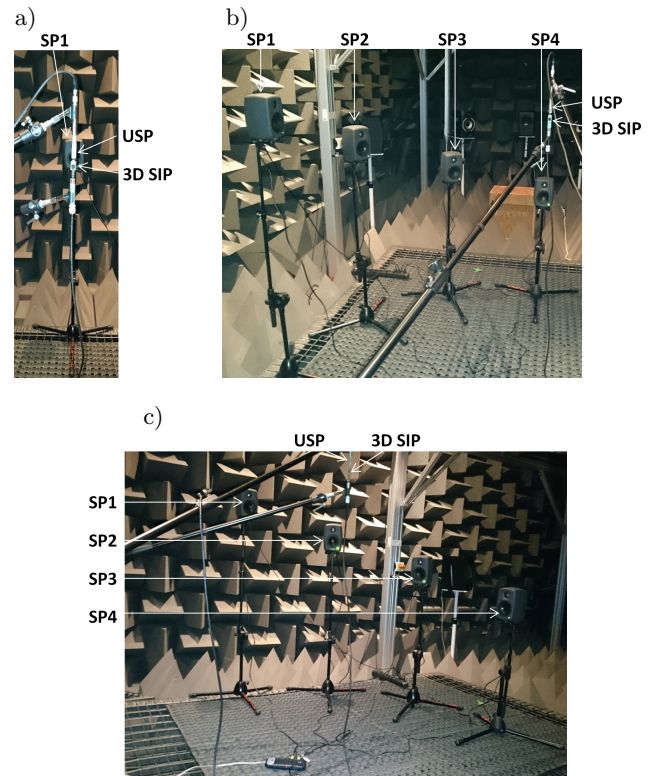 a)
SP1
USP
3D SIP
b)
SP1 SP2 SP3 SP4
USP
3D SIP
c)
USP 3D SIP
SP1
SP2
SP3
SP4